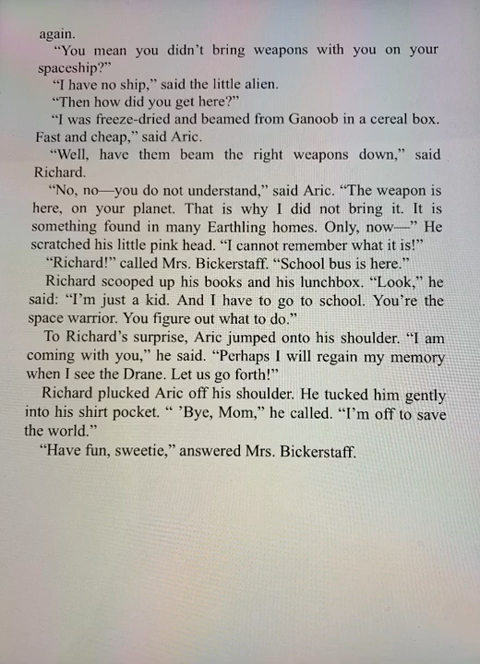 again.
“You mean you didn’t bring weapons with you on your
spaceship?”
“I have no ship,” said the little alien.
“Then how did you get here?”
“I was freeze-dried and beamed from Ganoob in a cereal box.
Fast and cheap,” said Aric.
“Well, have them beam the right weapons down,” said
Richard.
“No, no—you do not understand,” said Aric. “The weapon is
here, on your planet. That is why I did not bring it. It is
something found in many Earthling homes. Only, now—” He
scratched his little pink head. “I cannot remember what it is!”
“Richard!” called Mrs. Bickerstaff. “School bus is here.”
Richard scooped up his books and his lunchbox. “Look,” he
said: “I’m just a kid. And I have to go to school. You’re the
space warrior. You figure out what to do.”
To Richard’s surprise, Aric jumped onto his shoulder. “I am
coming with you,” he said. “Perhaps I will regain my memory
when I see the Drane. Let us go forth!”
Richard plucked Aric off his shoulder. He tucked him gently
into his shirt pocket. “ ’Bye, Mom,” he called. “I’m off to save
the world.”
“Have fun, sweetie,” answered Mrs. Bickerstaff.